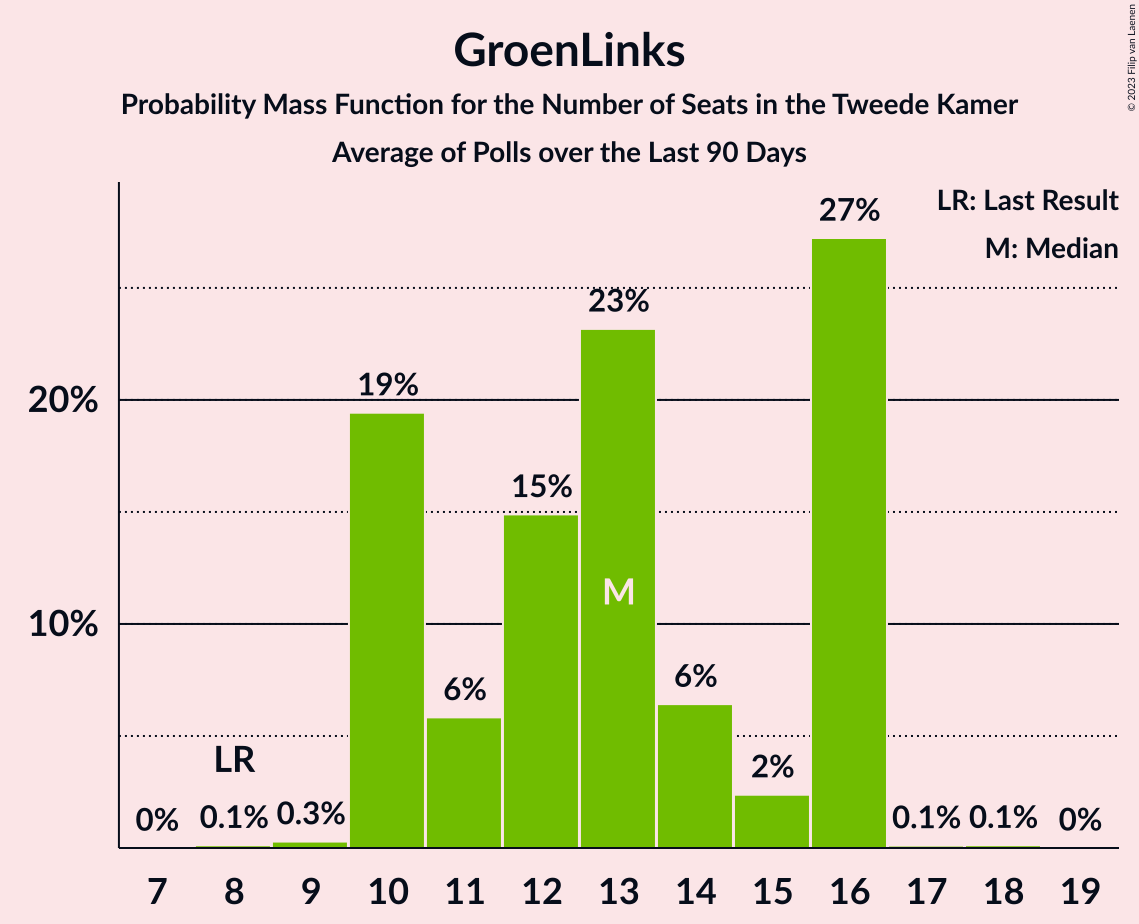 GroenLinks
Probability Mass Function for the Number of Seats in the Tweede Kamer
Average of Polls over the Last 90 Days
© 2023 Filip van Laenen
LR: Last Result
M: Median
20%
10%
0%
0.1%
0.3%
19%
6%
15%
23%
6%
2%
27%
0.1%
0.1%
0%
LR
M
7 8 9 10 11 12 13 14 15 16 17 18 19